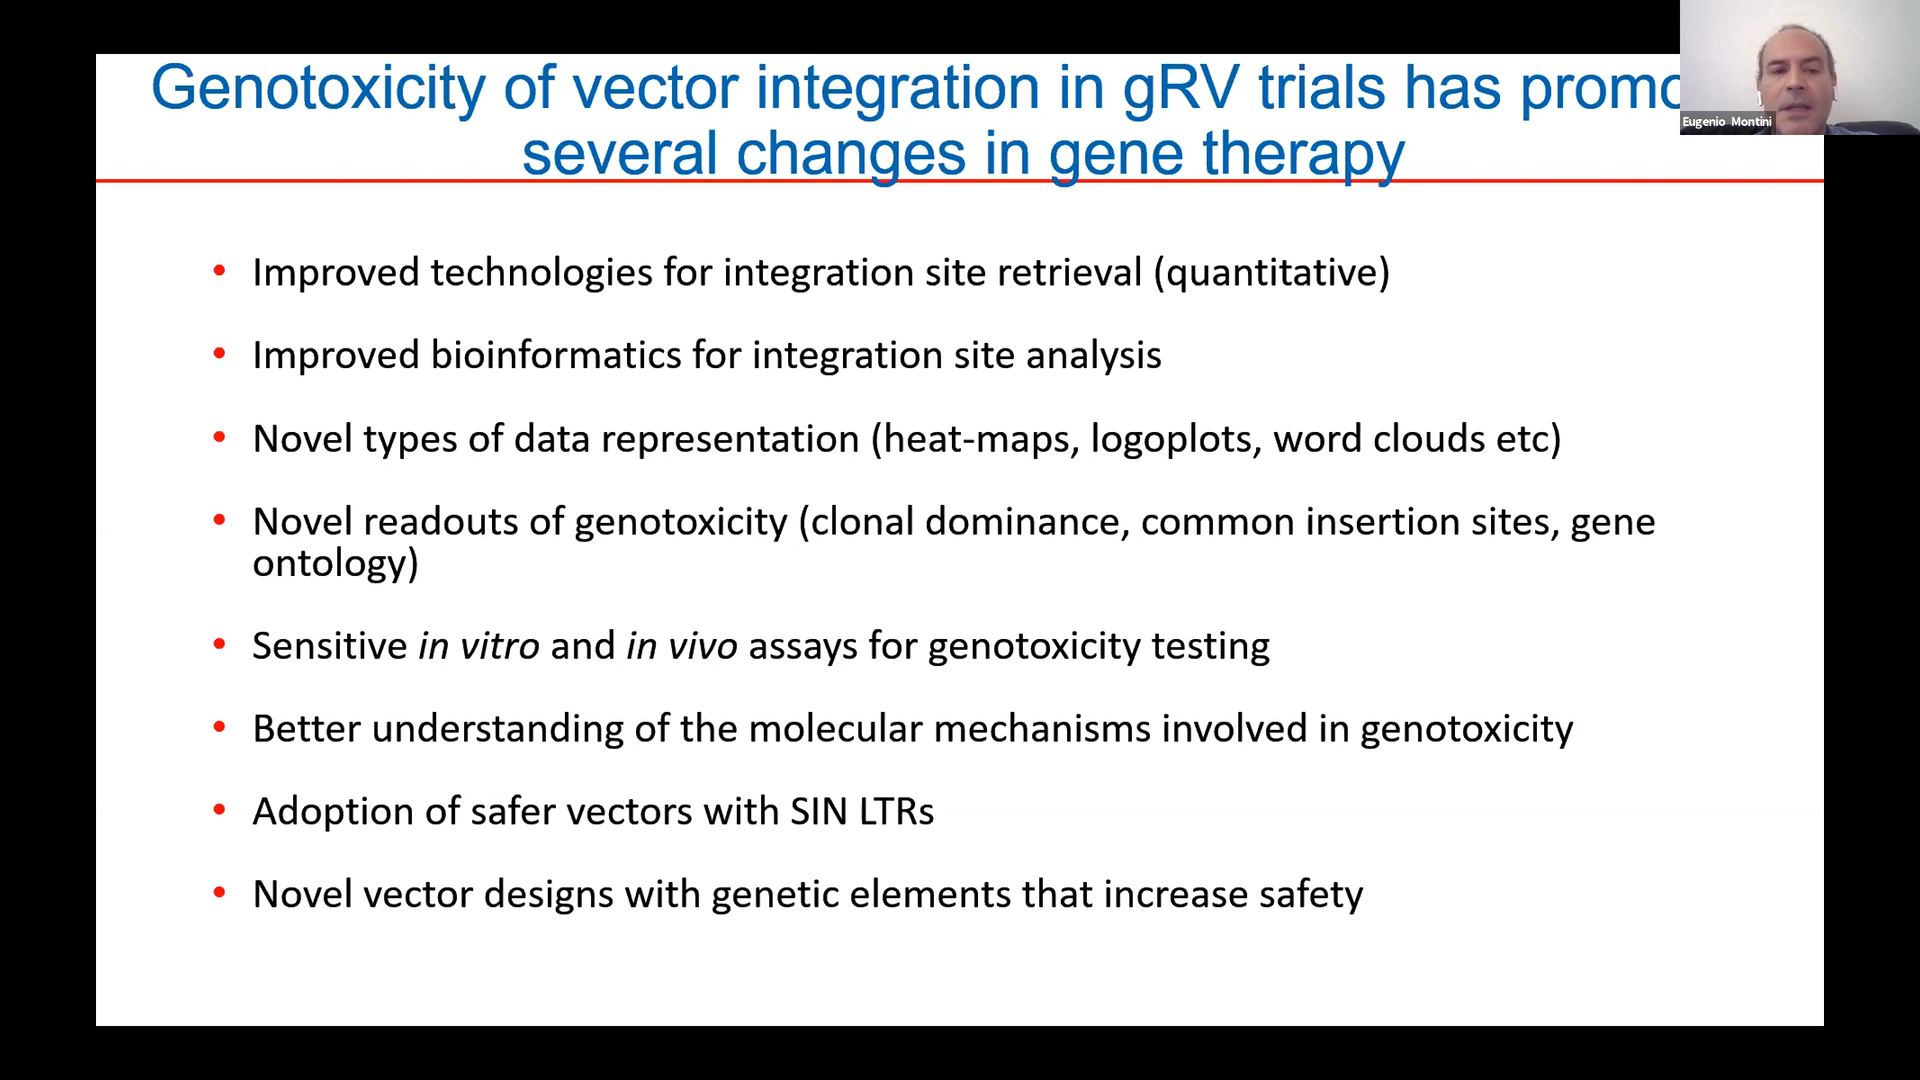 Genotoxicity of vector integration in gRV trials has promo
several changes in gene therapy
Eugenio Montini
• Improved technologies for integration site retrieval (quantitative)
• Improved bioinformatics for integration site analysis
• Novel types of data representation (heat-maps, logoplots, word clouds etc)
• Novel readouts of genotoxicity (clonal dominance, common insertion sites, gene
ontology)
• Sensitive in vitro and in vivo assays for genotoxicity testing
• Better understanding of the molecular mechanisms involved in genotoxicity
• Adoption of safer vectors with SIN LTRs
• Novel vector designs with genetic elements that increase safety